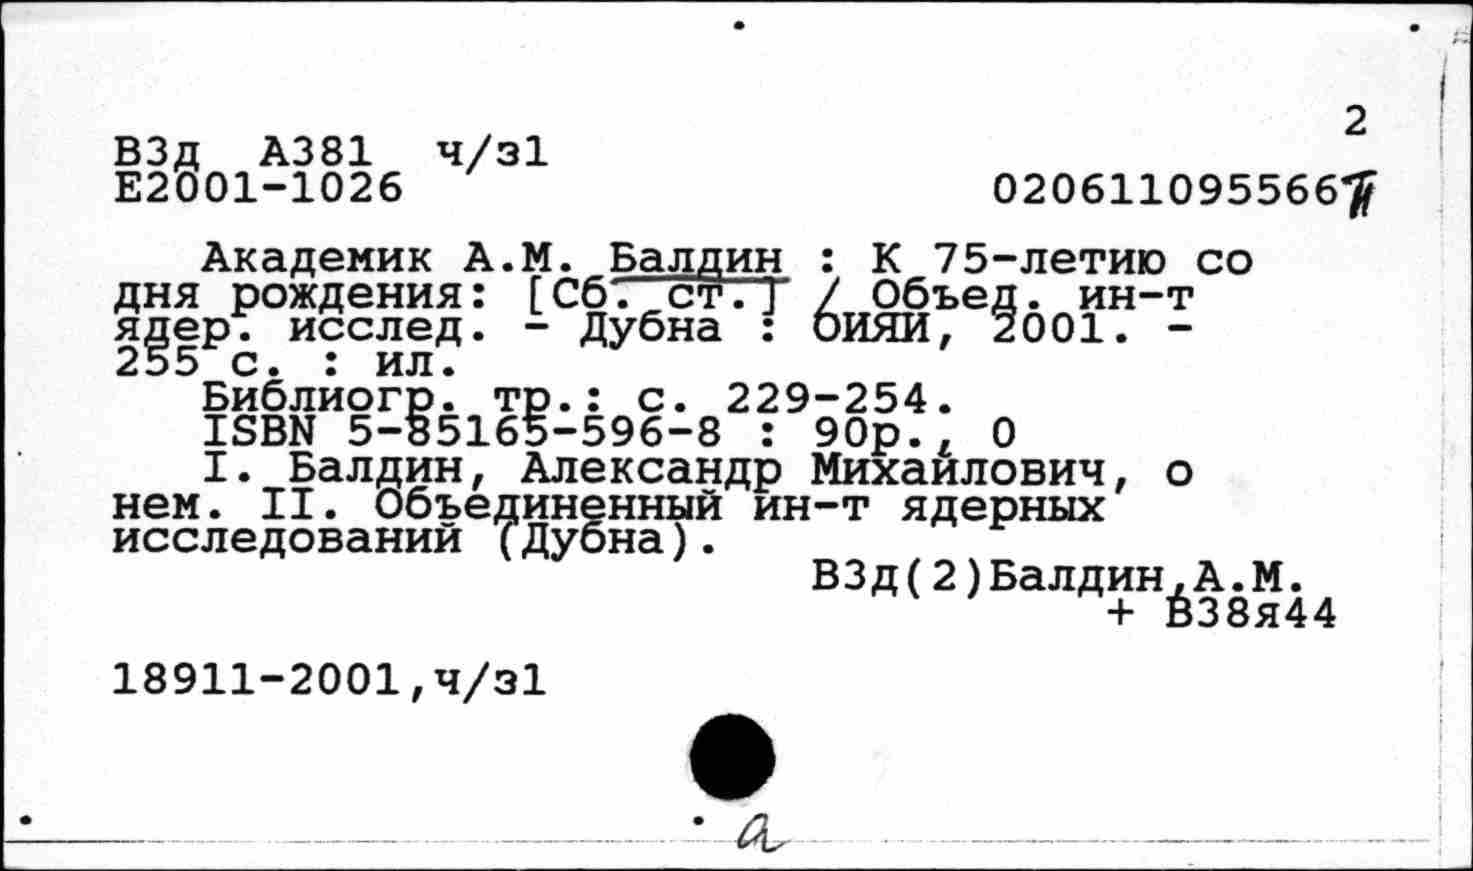 2
В3д А381 ч/з1
Е2001-1026 020611095566
Академик А.М. Балдин : К 75-летию со
дня рождения: [Сб. ст.] / Объед. ин-т
ядер. исслед. - Дубна : ОИЯИ, 2001. -
255 с. : ил.
Библиогр. тр.: с. 229-254.
ISBN 5-85165-596-8 : 90р., 0
I. Балдин, Александр Михайлович, о
нем. II. Объединенный ин-т ядерных
исследований (Дубна).
В3д(2)Балдин,А.М.
+ В38я44
18911-2001,ч/з1
а